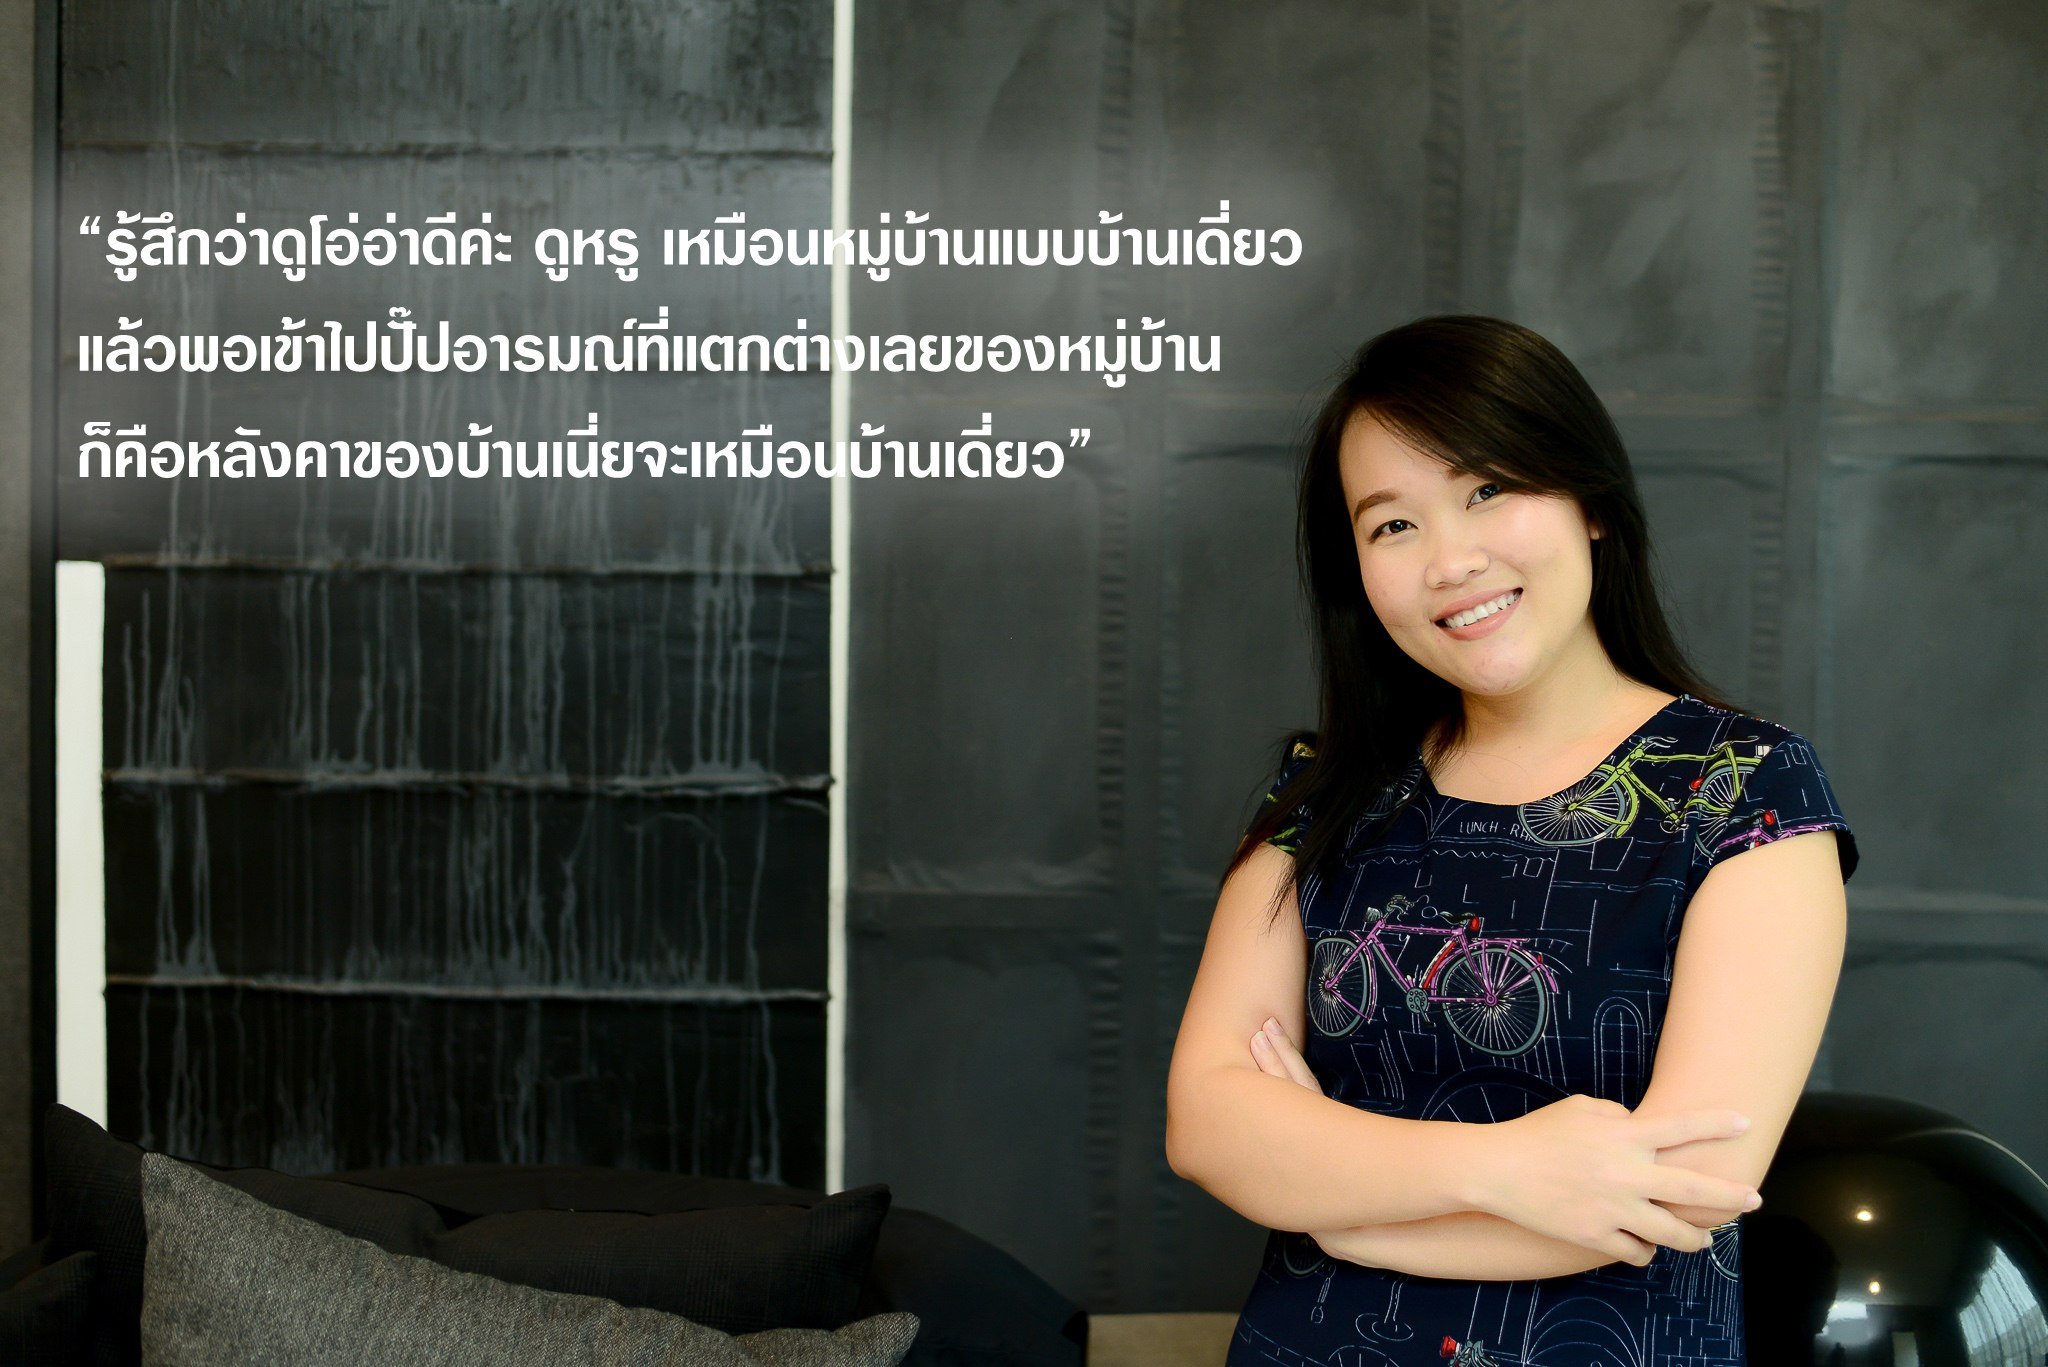 “รู้สึกว่าดูโอ่อ่าดีค่ะ ดูหรู เหมือนหมู่บ้านแบบบ้านเดี่ยว
แล้วพอเข้าไปปั๊ปอารมณ์ที่แตกต่างเลยของหมู่บ้าน
ก็คือหลังคาของบ้านเนี่ยจะเหมือนบ้านเดี่ยว”
LUNCH